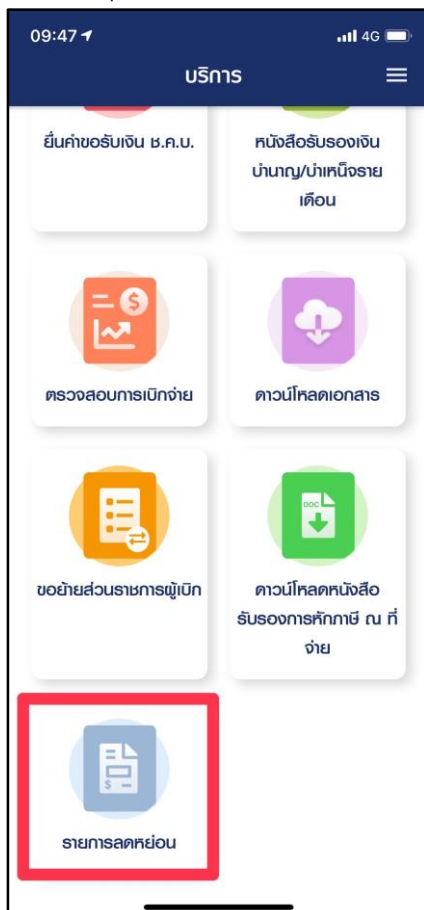 09:47
4G
บริการ
ยื่นคำขอรับเงิน ช.ค.บ.
หนังสือรับรองเงิน
บำนาญ/บำเหน็จราย
เดือน
ตรวจสอบการเบิกจ่าย
ดาวน์โหลดเอกสาร
ขอย้ายส่วนราชการผู้เบิก
DOC
ดาวน์โหลดหนังสือ
รับรองการหักภาษี ณ ที่
จ่าย
รายการลดหย่อน